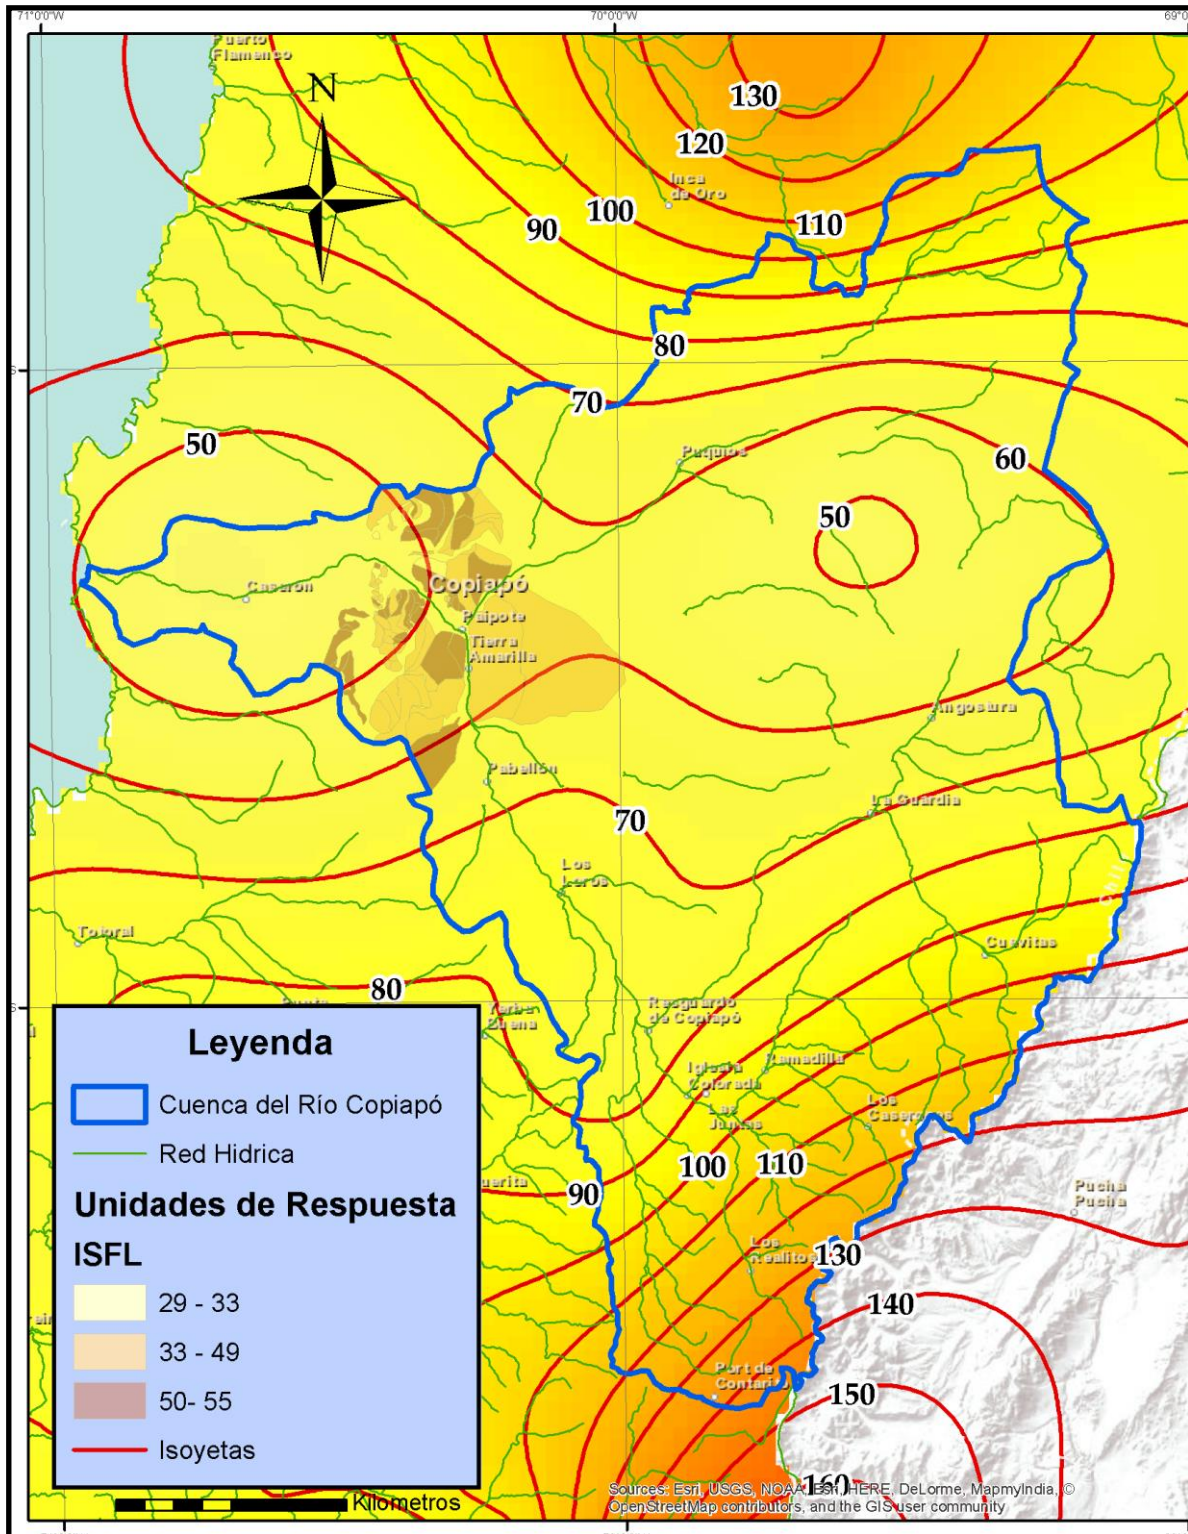 71°0'0"W
70°0'0"W
Puerto
Flamenco
N
130
120
Inca
de Oro
100
110
90
80
70
50
Puquios
60
50
Caserón
Copiapó
Paipote
Tierra
Amarilla
Angostura
Pabellón
La Guardia
70
Los
Loros
Totoral
Cuevitas
80
Yerba
Buena
Resguardo
de Copiapó
Ramadilla
Iglesia
Colorada
Las
Juntas
Los
Caserones
100
110
90
Pucha
Pucha
Los
130
140
150
160
Leyenda
Cuenca del Río Copiapó
Red Hidrica
Unidades de Respuesta
ISFL
29 - 33
33 - 49
50- 55
Isoyetas
Kilometros
Sources: Esri, USGS, NOAA, Esri, HERE, DeLorme, MapmyIndia, ©
OpenStreetMap contributors, and the GIS user community